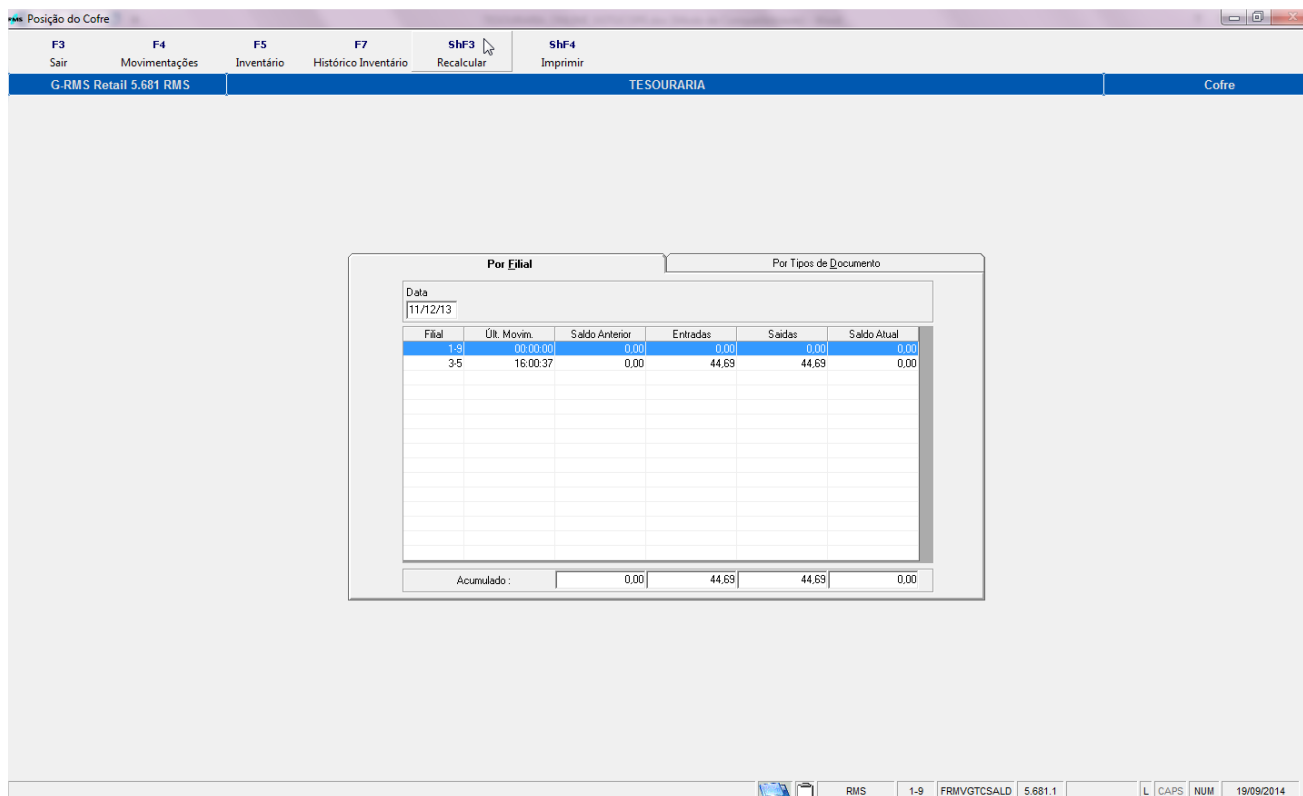 RMS Posição do Cofre
F3 F4 F5 F7 ShF3 ShF4
Sair Movimentações Inventário Histórico Inventário Recalcular Imprimir
G-RMS Retail 5.681 RMS TESOURARIA Cofre
Por Filial Por Tipos de Documento
Data
11/12/13
Filial Últ. Movim. Saldo Anterior Entradas Saidas Saldo Atual
1-9 00:00:00 0,00 0,00 0,00 0,00
3-5 16:00:37 0,00 44,69 44,69 0,00
Acumulado : 0,00 44,69 44,69 0,00
RMS 1-9 FRMVGTCSALD 5.681.1 L CAPS NUM 19/09/2014